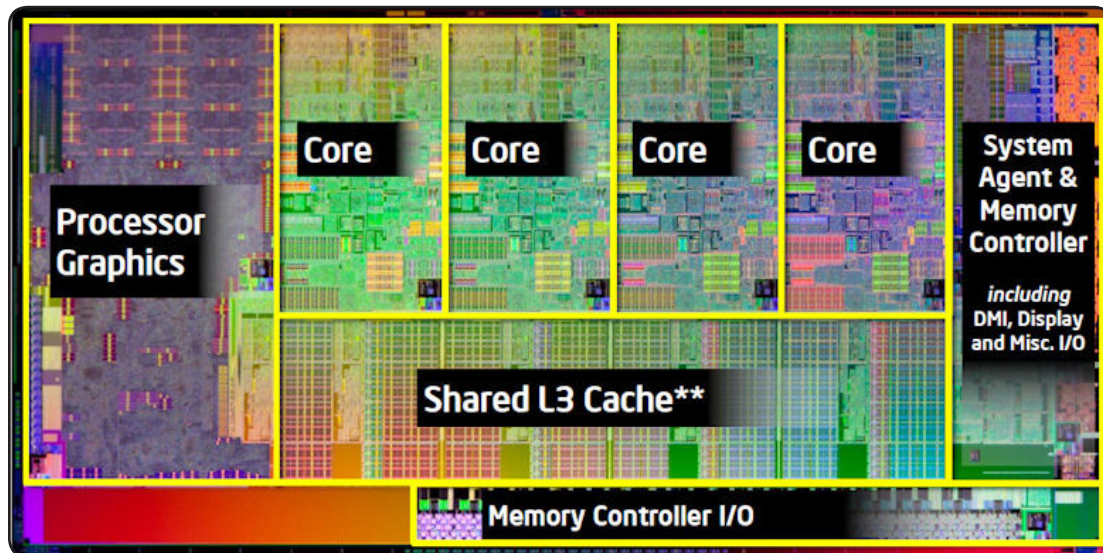 Processor
Graphics
Core
Core
Core
Core
System
Agent &
Memory
Controller
including
DMI, Display
and Misc. I/O
Shared L3 Cache**
Memory Controller I/O